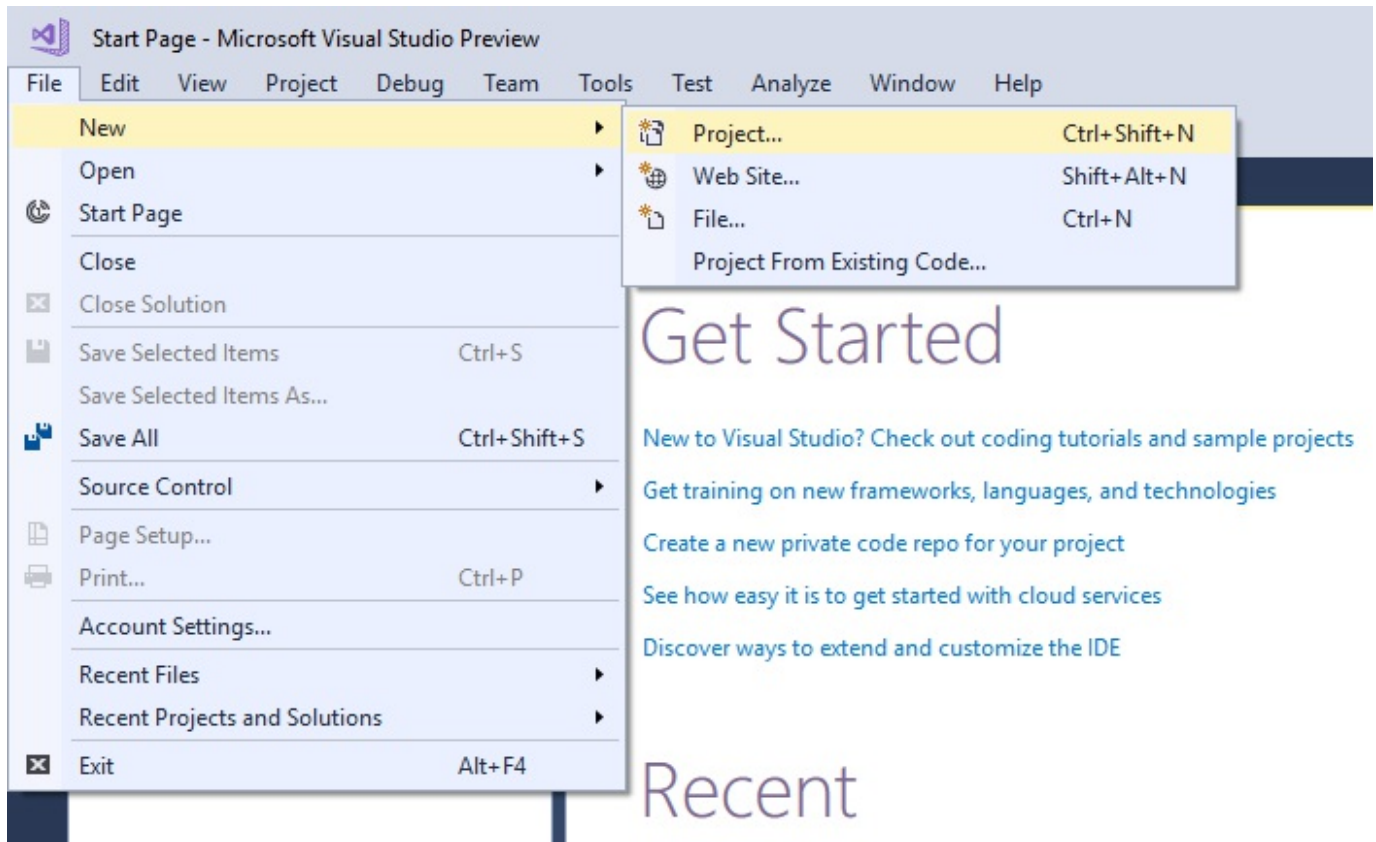 Start Page - Microsoft Visual Studio Preview
File Edit View Project Debug Team Tools Test Analyze Window Help
New
Open
Start Page
Close
Close Solution
Save Selected Items Ctrl+S
Save Selected Items As...
Save All Ctrl+Shift+S
Source Control
Page Setup...
Print... Ctrl+P
Account Settings...
Recent Files
Recent Projects and Solutions
Exit Alt+F4
Project... Ctrl+Shift+N
Web Site... Shift+Alt+N
File... Ctrl+N
Project From Existing Code...
Get Started
New to Visual Studio? Check out coding tutorials and sample projects
Get training on new frameworks, languages, and technologies
Create a new private code repo for your project
See how easy it is to get started with cloud services
Discover ways to extend and customize the IDE
Recent